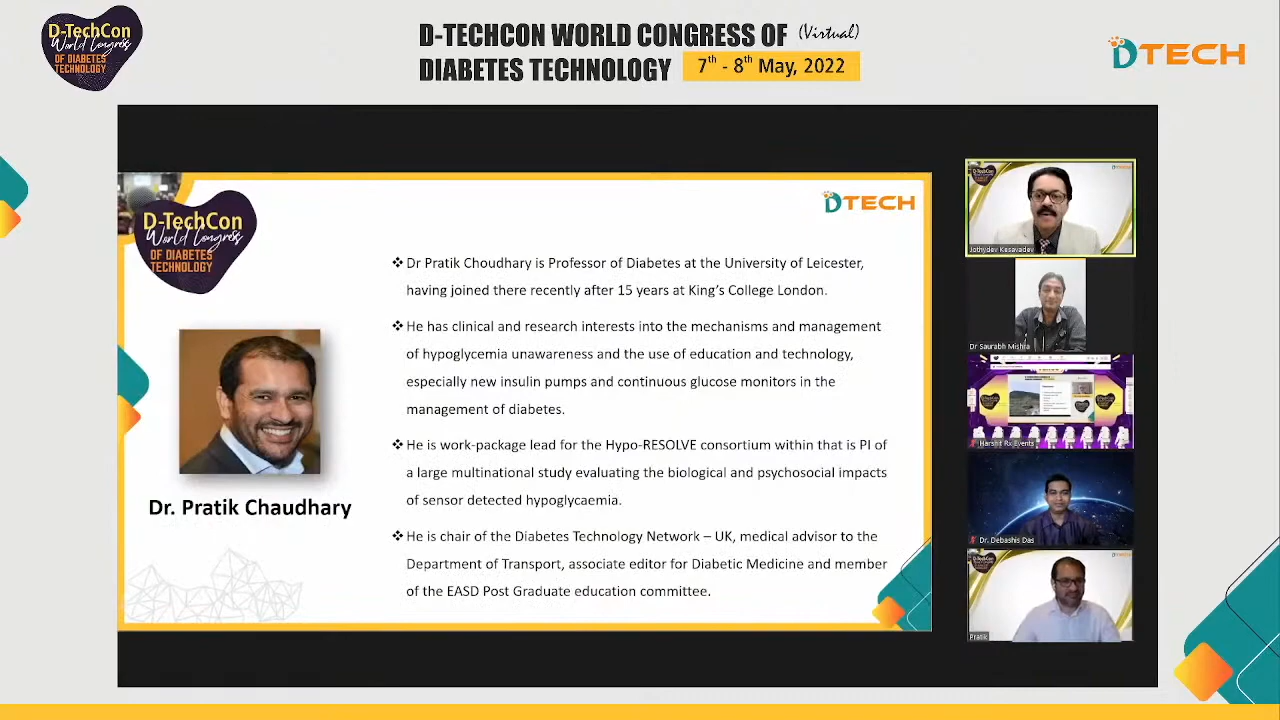 D-TechCon
World Congress
OF DIABETES
TECHNOLOGY
D-TECHCON WORLD CONGRESS OF (Virtual)
DIABETES TECHNOLOGY 7th - 8th May, 2022
DTECH
D-TechCon
World Congress
OF DIABETES
TECHNOLOGY
DTECH
❖ Dr Pratik Choudhary is Professor of Diabetes at the University of Leicester,
having joined there recently after 15 years at King's College London.
❖ He has clinical and research interests into the mechanisms and management
of hypoglycemia unawareness and the use of education and technology,
especially new insulin pumps and continuous glucose monitors in the
management of diabetes.
❖ He is work-package lead for the Hypo-RESOLVE consortium within that is PI of
a large multinational study evaluating the biological and psychosocial impacts
of sensor detected hypoglycaemia.
❖ He is chair of the Diabetes Technology Network – UK, medical advisor to the
Department of Transport, associate editor for Diabetic Medicine and member
of the EASD Post Graduate education committee.
Dr. Pratik Chaudhary
Jothydev Kesavadev
Dr Saurabh Mishra
Harshit Rx Events
Dr. Debashis Das
Pratik